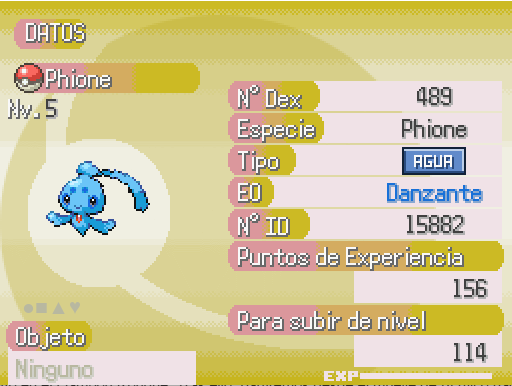 DATOS
Phione
Nv. 5
Nº Dex 489
Especie Phione
Tipo AGUA
EO Danzante
Nº ID 15882
Puntos de Experiencia
156
Para subir de nivel
114
Objeto
Ninguno
EXP